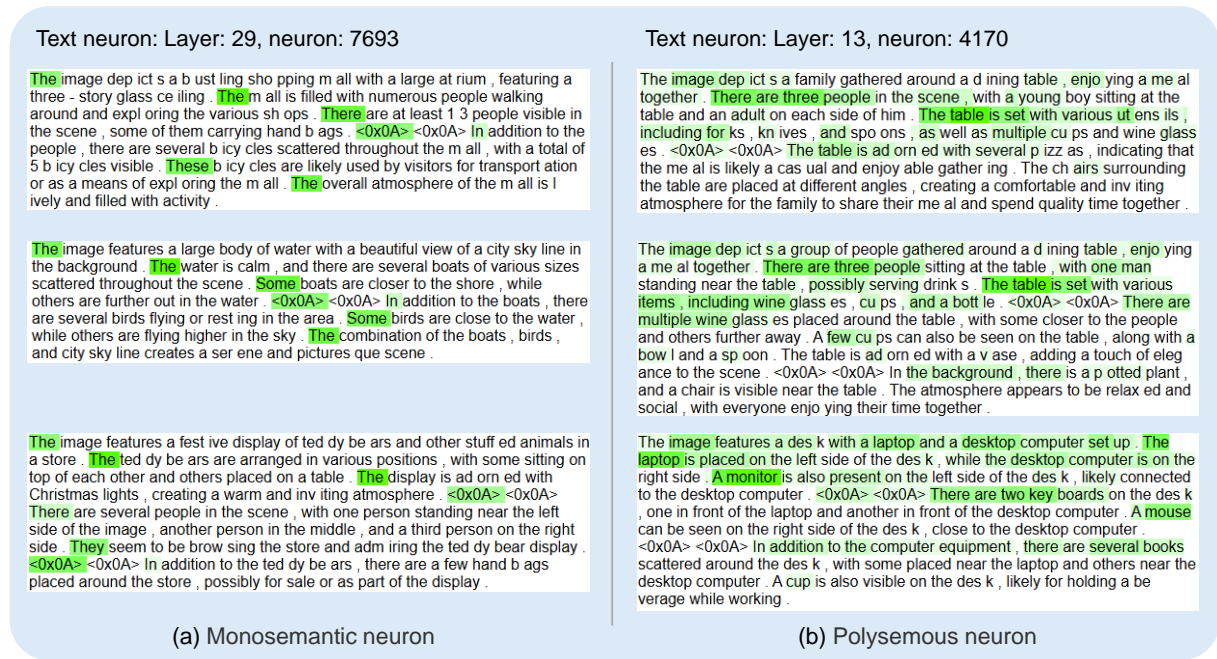 Text neuron: Layer: 29, neuron: 7693
The image dep ict s a b ust ling sho pping m all with a large at rium , featuring a
three - story glass ce iling . The m all is filled with numerous people walking
around and expl oring the various sh ops . There are at least 1 3 people visible in
the scene , some of them carrying hand b ags . <0x0A> <0x0A> In addition to the
people , there are several b icy cles scattered throughout the m all , with a total of
5 b icy cles visible . These b icy cles are likely used by visitors for transport ation
or as a means of expl oring the m all . The overall atmosphere of the m all is l
ively and filled with activity .
The image features a large body of water with a beautiful view of a city sky line in
the background . The water is calm , and there are several boats of various sizes
scattered throughout the scene . Some boats are closer to the shore , while
others are further out in the water . <0x0A> <0x0A> In addition to the boats , there
are several birds flying or rest ing in the area . Some birds are close to the water ,
while others are flying higher in the sky . The combination of the boats , birds ,
and city sky line creates a ser ene and pictures que scene .
The image features a fest ive display of ted dy be ars and other stuff ed animals in
a store . The ted dy be ars are arranged in various positions , with some sitting on
top of each other and others placed on a table . The display is ad orn ed with
Christmas lights , creating a warm and inv iting atmosphere . <0x0A> <0x0A>
There are several people in the scene , with one person standing near the left
side of the image , another person in the middle , and a third person on the right
side . They seem to be brow sing the store and adm iring the ted dy bear display .
<0x0A> <0x0A> In addition to the ted dy be ars , there are a few hand b ags
placed around the store , possibly for sale or as part of the display .
(a) Monosemantic neuron
Text neuron: Layer: 13, neuron: 4170
The image dep ict s a family gathered around a d ining table , enjo ying a me al
together . There are three people in the scene , with a young boy sitting at the
table and an adult on each side of him . The table is set with various ut ens ils ,
including for ks , kn ives , and spo ons , as well as multiple cu ps and wine glass
es . <0x0A> <0x0A> The table is ad orn ed with several p izz as , indicating that
the me al is likely a cas ual and enjoy able gather ing . The ch airs surrounding
the table are placed at different angles , creating a comfortable and inv iting
atmosphere for the family to share their me al and spend quality time together .
The image dep ict s a group of people gathered around a d ining table , enjo ying
a me al together . There are three people sitting at the table , with one man
standing near the table , possibly serving drink s . The table is set with various
items , including wine glass es , cu ps , and a bott le . <0x0A> <0x0A> There are
multiple wine glass es placed around the table , with some closer to the people
and others further away . A few cu ps can also be seen on the table , along with a
bow l and a sp oon . The table is ad orn ed with a v ase , adding a touch of eleg
ance to the scene . <0x0A> <0x0A> In the background , there is a p otted plant ,
and a chair is visible near the table . The atmosphere appears to be relax ed and
social , with everyone enjo ying their time together .
The image features a des k with a laptop and a desktop computer set up . The
laptop is placed on the left side of the des k , while the desktop computer is on the
right side . A monitor is also present on the left side of the des k , likely connected
to the desktop computer . <0x0A> <0x0A> There are two key boards on the des k
, one in front of the laptop and another in front of the desktop computer . A mouse
can be seen on the right side of the des k , close to the desktop computer .
<0x0A> <0x0A> In addition to the computer equipment , there are several books
scattered around the des k , with some placed near the laptop and others near the
desktop computer . A cup is also visible on the des k , likely for holding a be
verage while working .
(b) Polysemous neuron